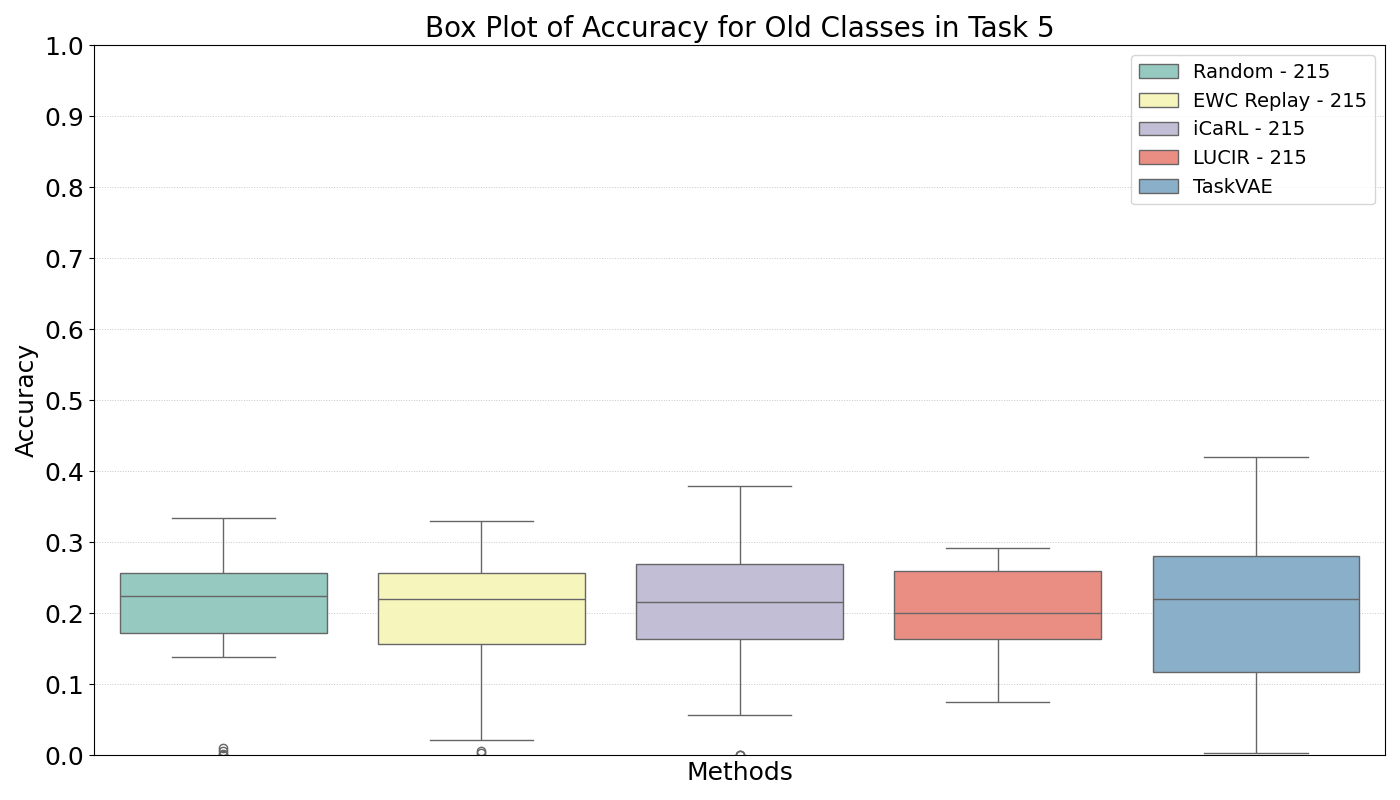 Box Plot of Accuracy for Old Classes in Task 5
1.0
0.9
0.8
0.7
0.6
0.5
0.4
0.3
0.2
0.1
0.0
Accuracy
Methods
Random - 215
EWC Replay - 215
iCaRL - 215
LUCIR - 215
TaskVAE